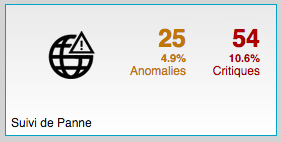 25 54
4.9% 10.6%
Anomalies Critiques
Suivi de Panne